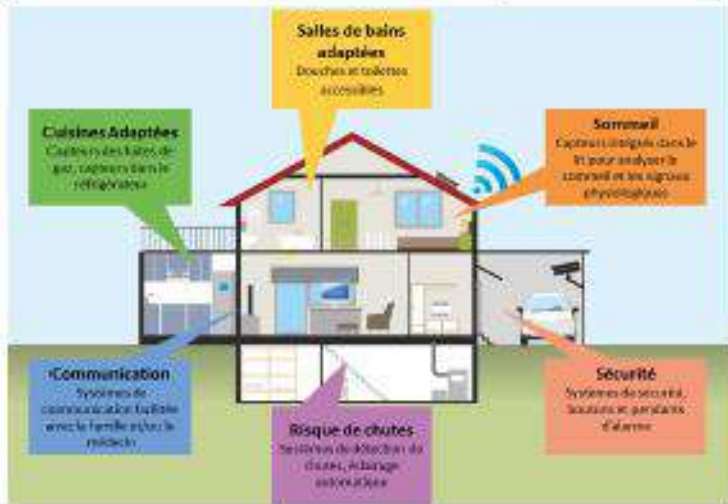 Salles de bains
adaptées
Douches et toilettes
accessibles
Cuisines Adaptées
Capteurs des fuites de
gaz, capteurs dans le
réfrigérateur
Sommeil
Capteurs intégrés dans le
lit pour analyser le
sommeil et les signaux
physiologiques
Communication
Systèmes de
communication facilitée
avec la famille et/ou le
médecin
Risque de chutes
Systèmes de détection de
chutes, éclairage
automatique
Sécurité
Systèmes de sécurité,
boutons et pendants
d'alarme